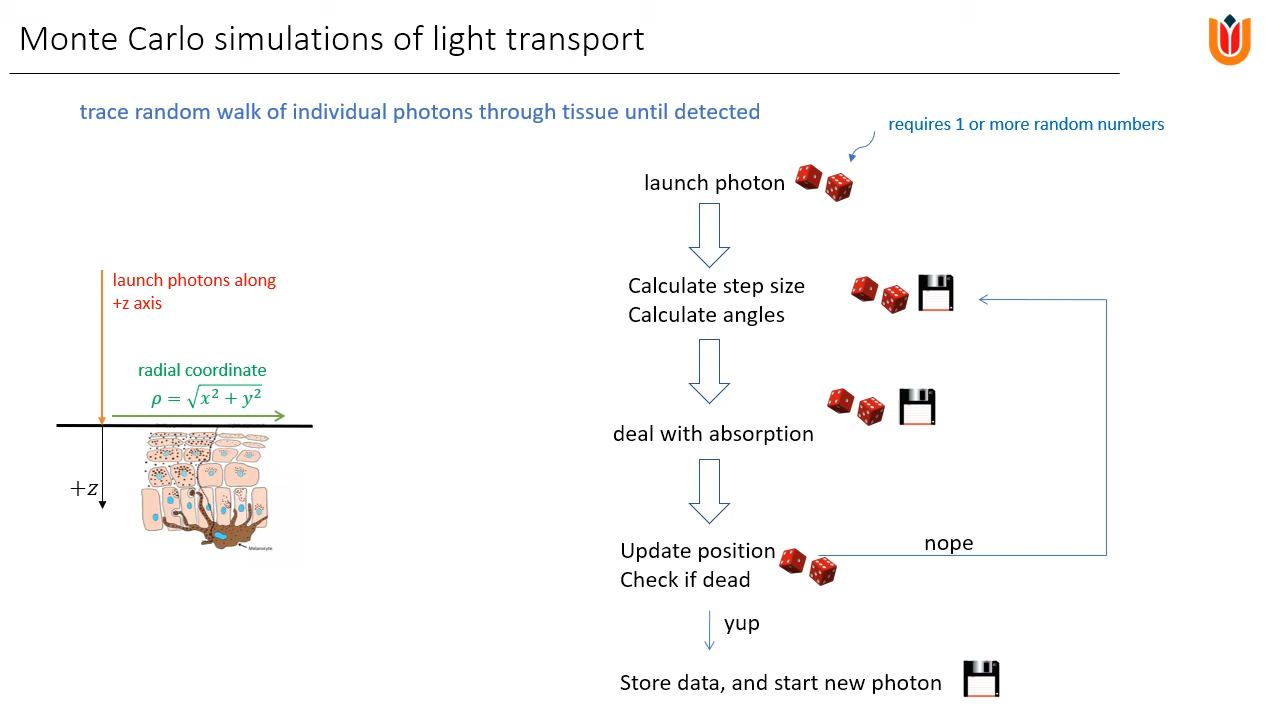 Monte Carlo simulations of light transport
trace random walk of individual photons through tissue until detected
requires 1 or more random numbers
launch photon
Calculate step size
Calculate angles
deal with absorption
Update position
Check if dead
nope
yup
Store data, and start new photon
launch photons along
+z axis
radial coordinate
ρ = √x² + y²
+z
Melanocyte